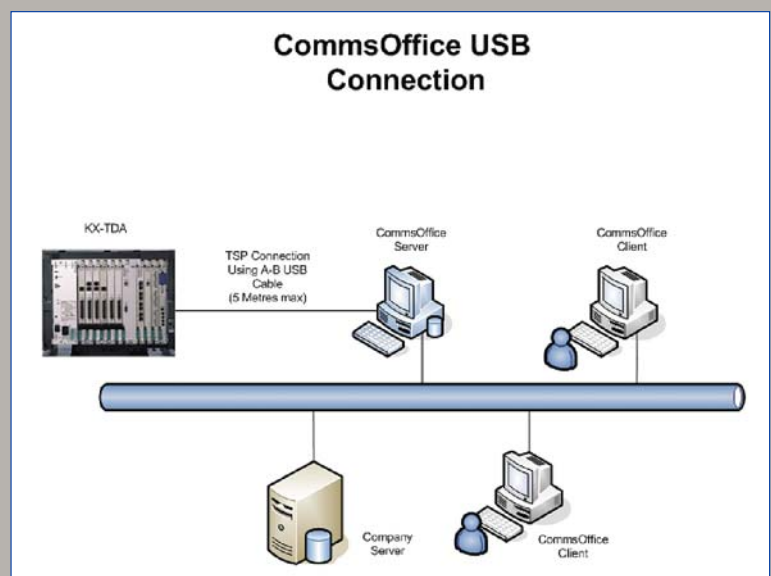 CommsOffice USB
Connection
KX-TDA
TSP Connection
Using A-B USB
Cable
(5 Metres max)
CommsOffice
Server
CommsOffice
Client
Company
Server
CommsOffice
Client